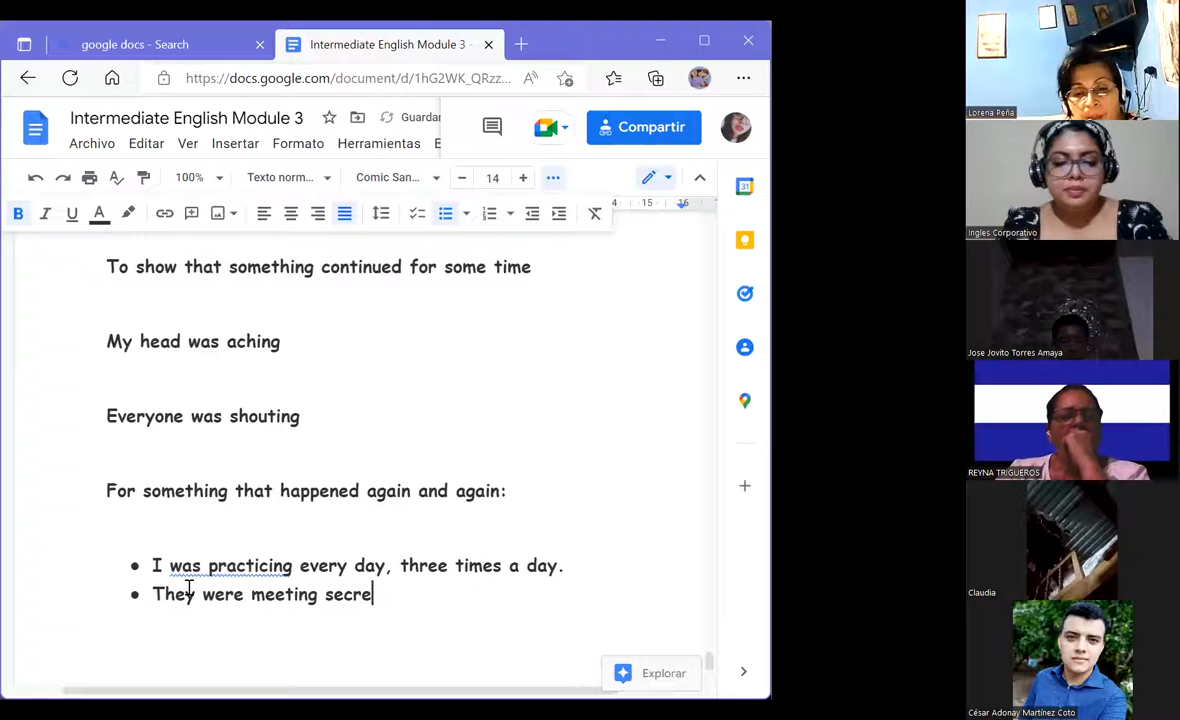 google docs - Search
Intermediate English Module 3 -
https://docs.google.com/document/d/1hG2WK_QRzz...
Intermediate English Module 3
Guardar
Archivo Editar Ver Insertar Formato Herramientas E
Compartir
100% Texto norm... Comic San... 14
14 15 16
To show that something continued for some time
My head was aching
Everyone was shouting
For something that happened again and again:
I was practicing every day, three times a day.
They were meeting secre
Explorar
31
Lorena Peña
Ingles Corporativo
Jose Jovito Torres Amaya
REYNA TRIGUEROS
Claudia
César Adonay Martínez Coto